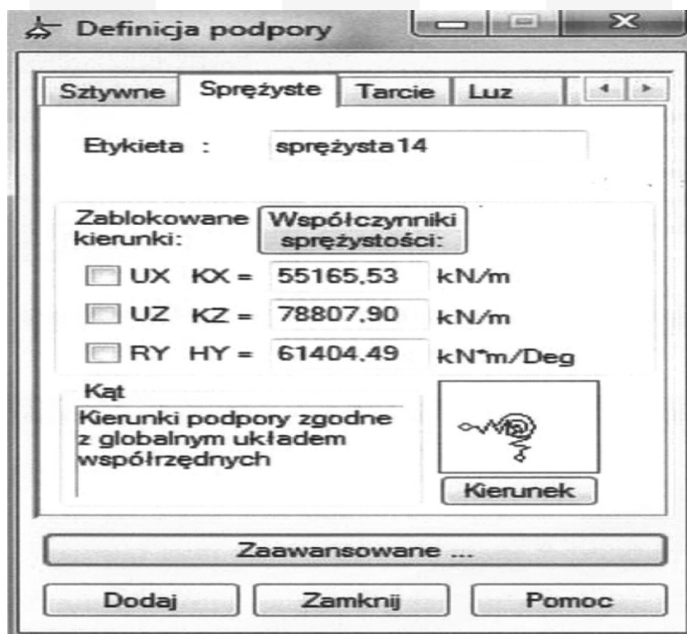 Definicja podpory
Sztywne Sprężyste Tarcie Luz
Etykieta : sprężysta14
Zablokowane kierunki:
Współczynniki sprężystości:
UX KX = 55165,53 kN/m
UZ KZ = 78807,90 kN/m
RY HY = 61404,49 kN*m/Deg
Kąt
Kierunki podpory zgodne
z globalnym układem
współrzędnych
Kierunek
Zaawansowane ...
Dodaj Zamknij Pomoc